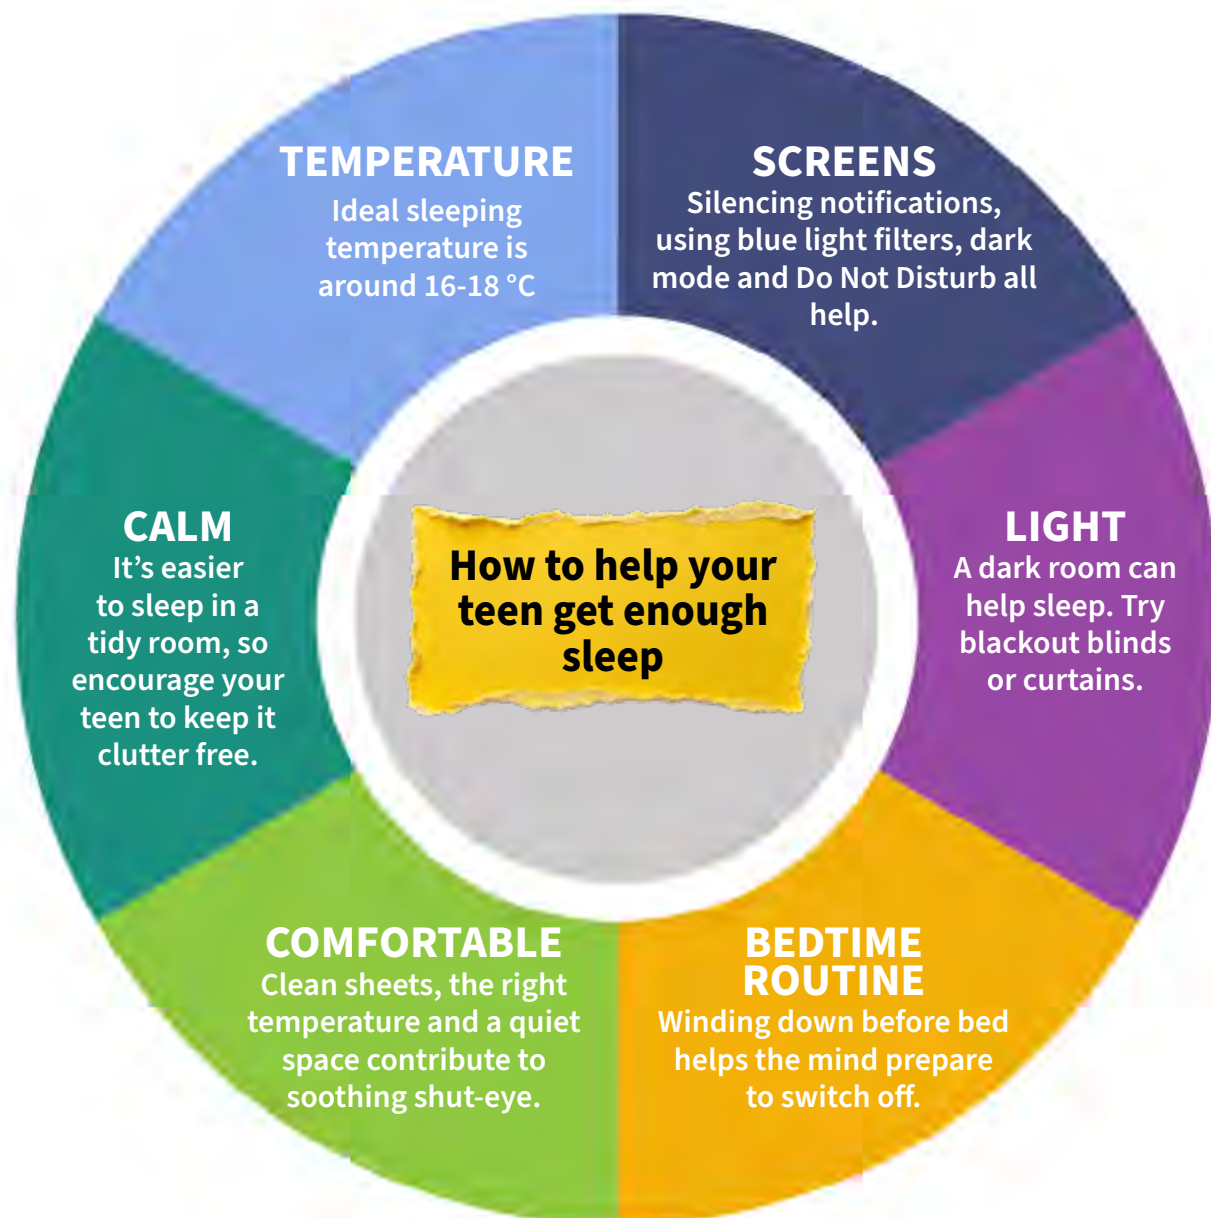 TEMPERATURE
Ideal sleeping
temperature is
around 16-18 °C
SCREENS
Silencing notifications,
using blue light filters, dark
mode and Do Not Disturb all
help.
CALM
It’s easier
to sleep in a
tidy room, so
encourage your
teen to keep it
clutter free.
How to help your
teen get enough
sleep
LIGHT
A dark room can
help sleep. Try
blackout blinds
or curtains.
COMFORTABLE
Clean sheets, the right
temperature and a quiet
space contribute to
soothing shut-eye.
BEDTIME
ROUTINE
Winding down before bed
helps the mind prepare
to switch off.